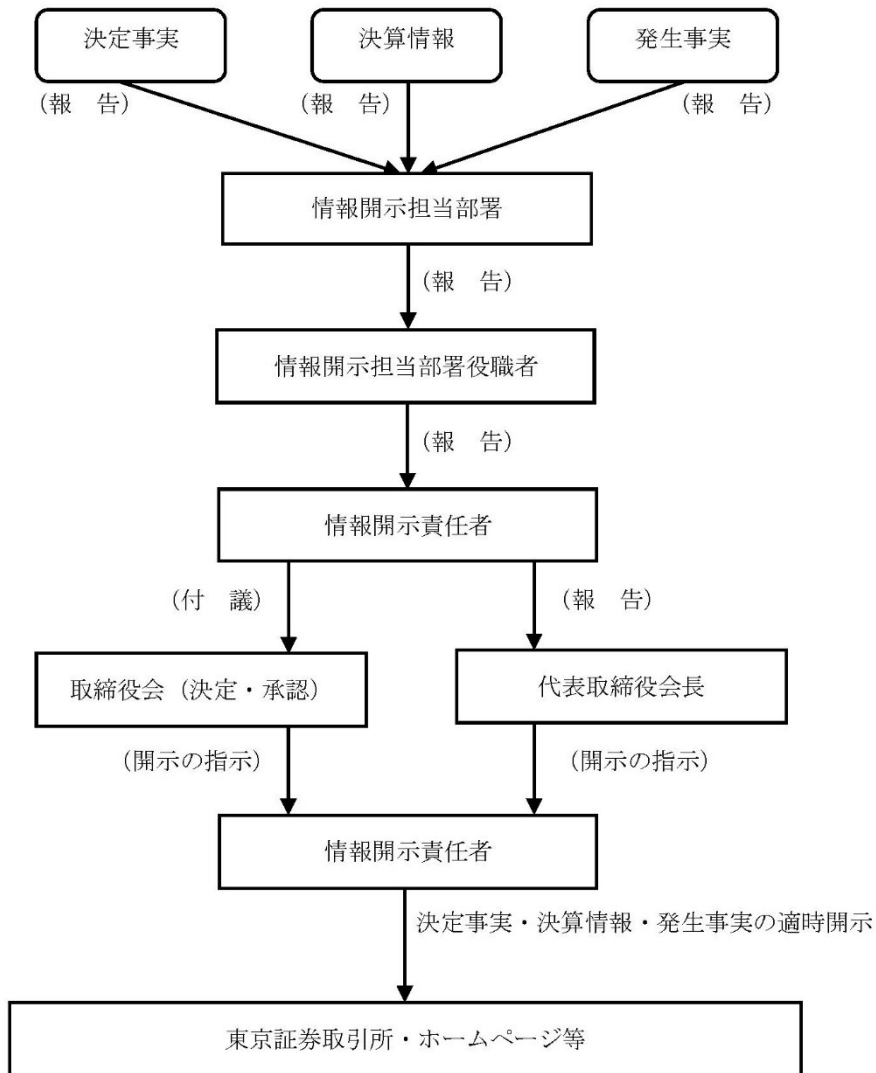 決定事実
決算情報
発生事実
（報　告）
（報　告）
（報　告）
情報開示担当部署
（報　告）
情報開示担当部署役職者
（報　告）
情報開示責任者
（付　議）
（報　告）
取締役会（決定・承認）
代表取締役会長
（開示の指示）
（開示の指示）
情報開示責任者
決定事実・決算情報・発生事実の適時開示
東京証券取引所・ホームページ等